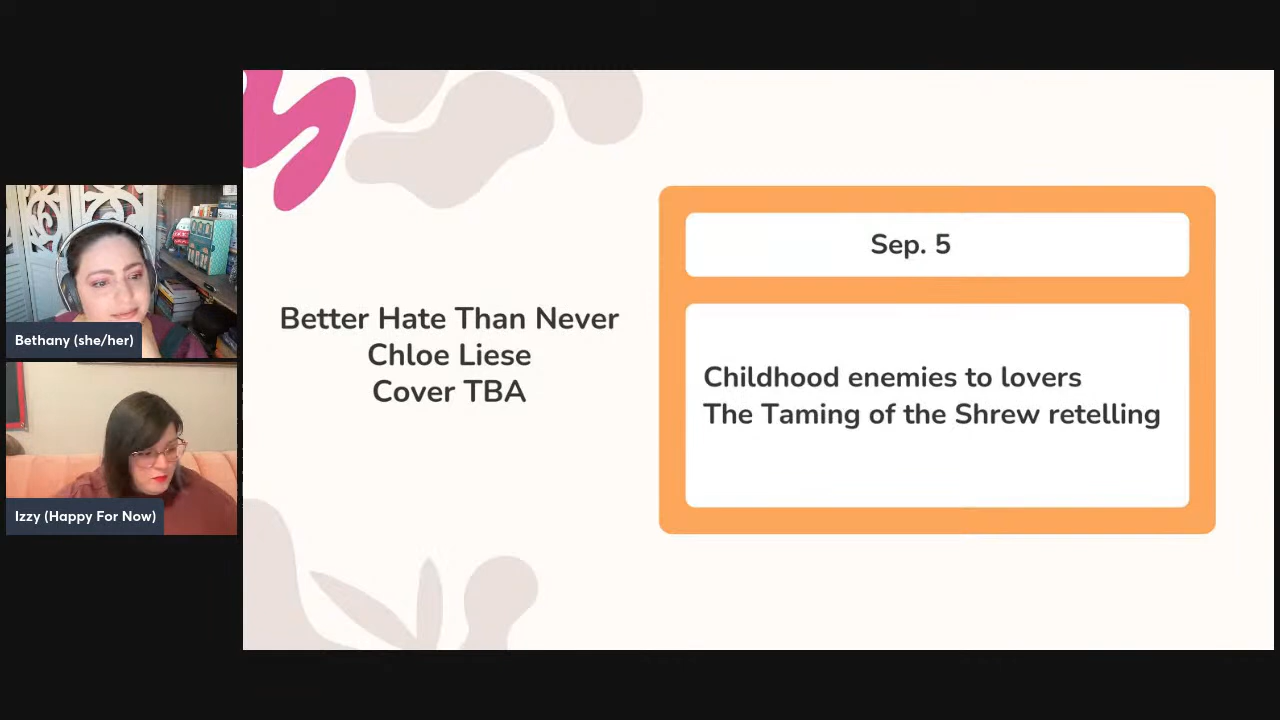 Better Hate Than Never
Chloe Liese
Cover TBA
Sep. 5
Childhood enemies to lovers
The Taming of the Shrew retelling
Bethany (she/her)
Izzy (Happy For Now)